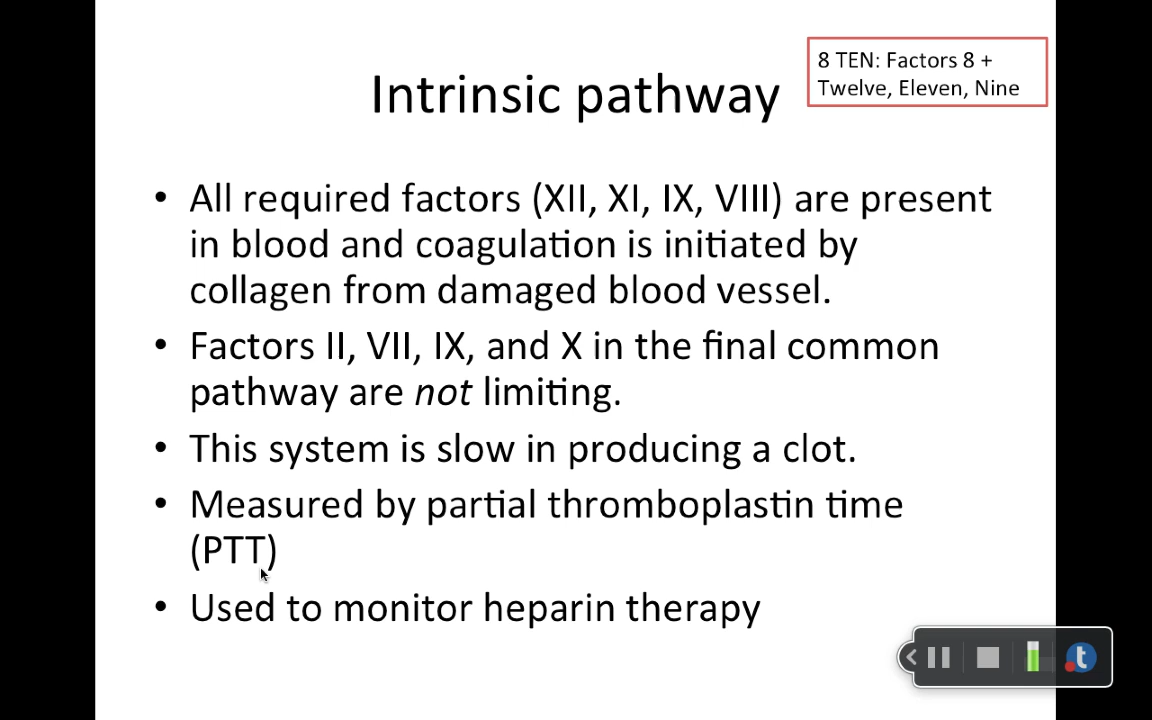 8 TEN: Factors 8 +
Twelve, Eleven, Nine
Intrinsic pathway
• All required factors (XII, XI, IX, VIII) are present
in blood and coagulation is initiated by
collagen from damaged blood vessel.
• Factors II, VII, IX, and X in the final common
pathway are not limiting.
• This system is slow in producing a clot.
• Measured by partial thromboplastin time
(PTT)
• Used to monitor heparin therapy
t